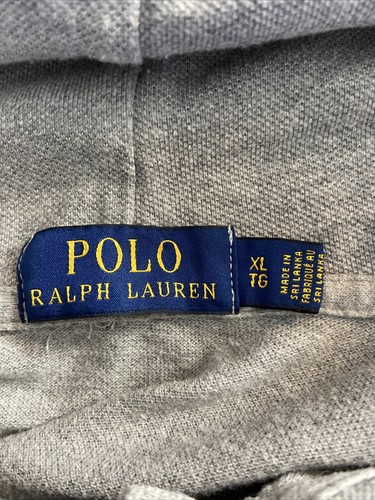 POLO
RALPH LAUREN
XL
TG
MADE IN
SRI LANKA
FABRIQUÉ AU
SRI LANKA